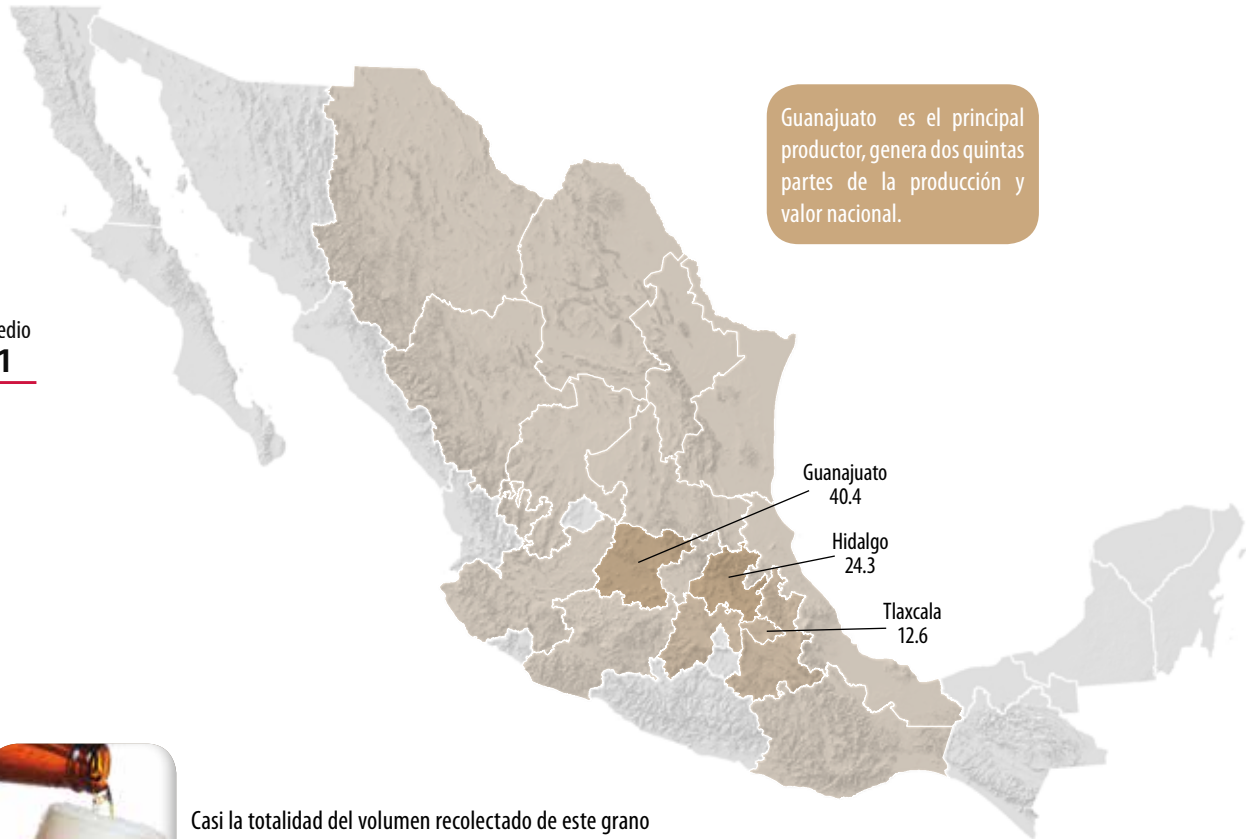 Guanajuato es el principal
productor, genera dos quintas
partes de la producción y
valor nacional.
edio
1
Guanajuato
40.4
Hidalgo
24.3
Tlaxcala
12.6
Casi la totalidad del volumen recolectado de este grano